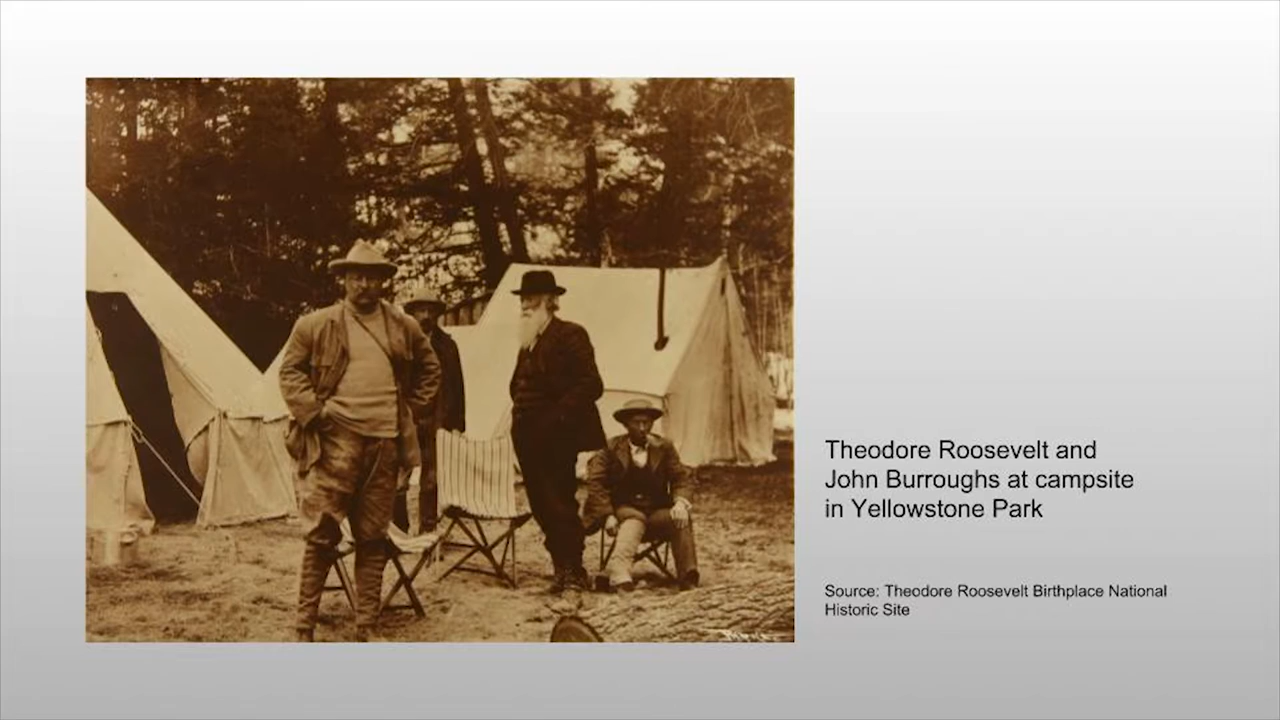 Theodore Roosevelt and
John Burroughs at campsite
in Yellowstone Park
Source: Theodore Roosevelt Birthplace National
Historic Site